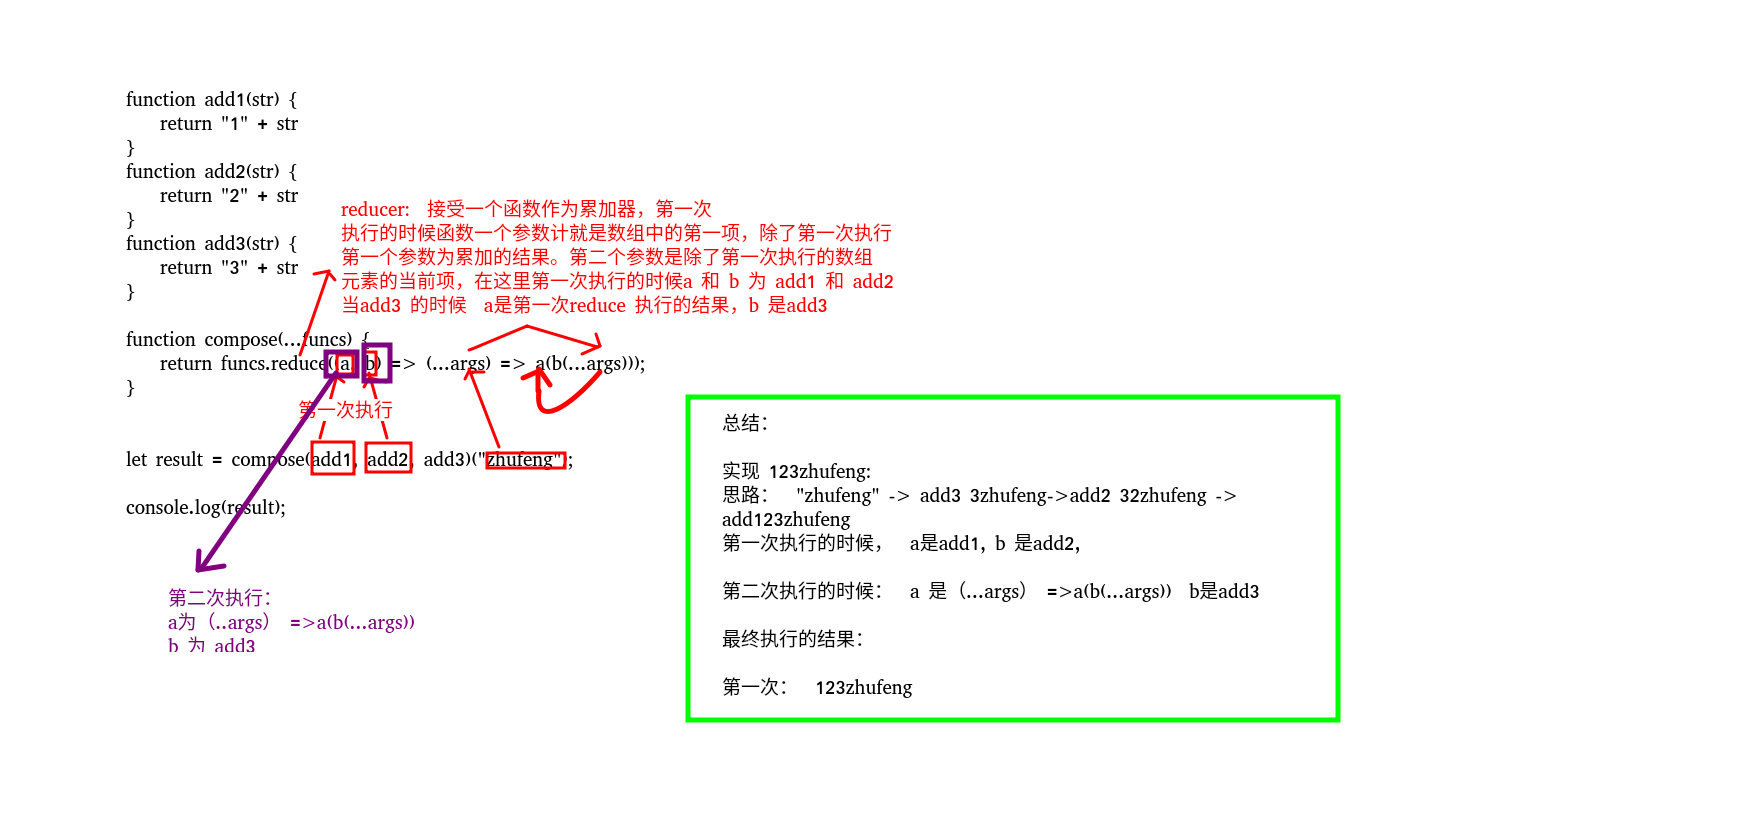 function add1(str) {
return "1" + str
}
function add2(str) {
return "2" + str
}
function add3(str) {
return "3" + str
}
reducer: 接受一个函数作为累加器，第一次
执行的时候函数一个参数计就是数组中的第一项，除了第一次执行
第一个参数为累加的结果。第二个参数是除了第一次执行的数组
元素的当前项，在这里第一次执行的时候a 和 b 为 add1 和 add2
当add3 的时候 a是第一次reduce 执行的结果，b 是add3
function compose(...funcs) {
return funcs.reduce((a, b) => (...args) => a(b(...args)));
}
第一次执行
let result = compose(add1, add2, add3)("zhufeng");
console.log(result);
第二次执行：
a为（..args） =>a(b(...args))
b 为 add3
总结：
实现 123zhufeng:
思路： "zhufeng" -> add3 3zhufeng->add2 32zhufeng ->
add123zhufeng
第一次执行的时候， a是add1, b 是add2,
第二次执行的时候： a 是（...args） =>a(b(...args)) b是add3
最终执行的结果：
第一次： 123zhufeng